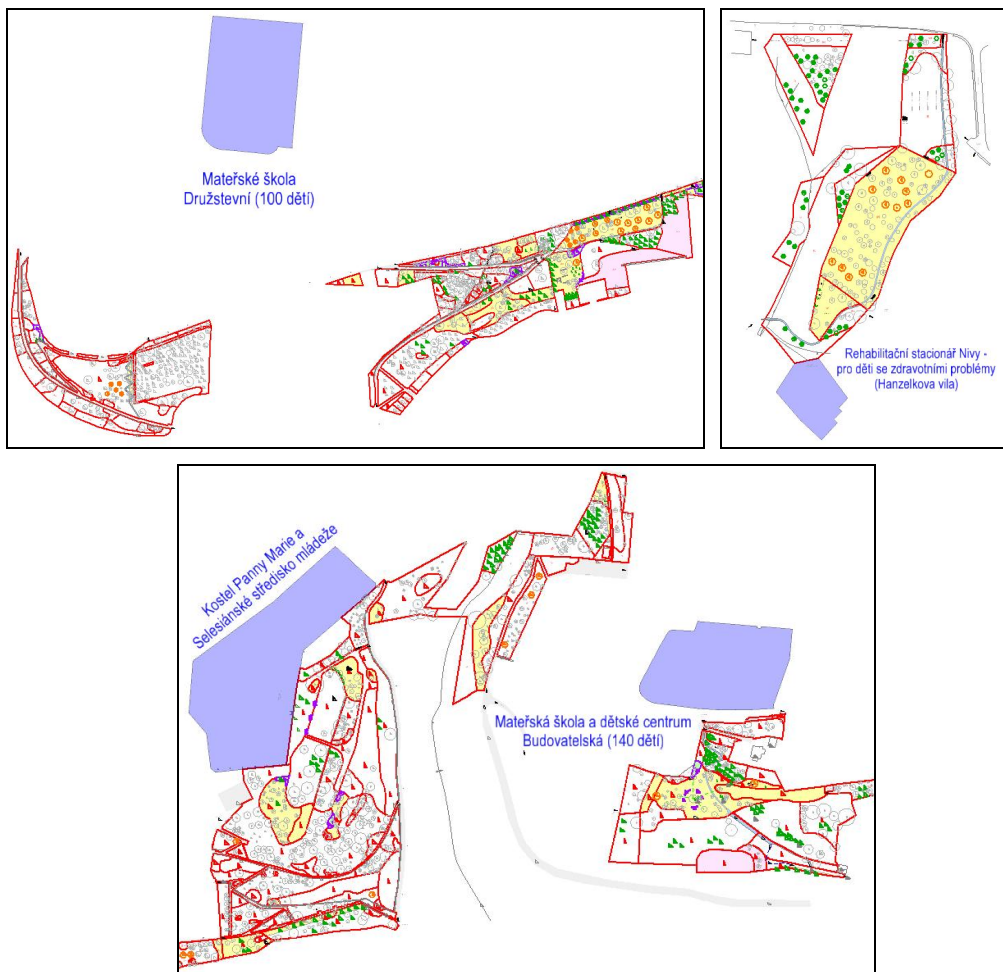 Mateřské škola
Družstevní (100 dětí)
Rehabilitační stacionář Nivy -
pro děti se zdravotními problémy
(Hanzelkova vila)
Kostel Panny Marie a
Selesiánské středisko mládeže
Mateřská škola a dětské centrum
Budovatelská (140 dětí)